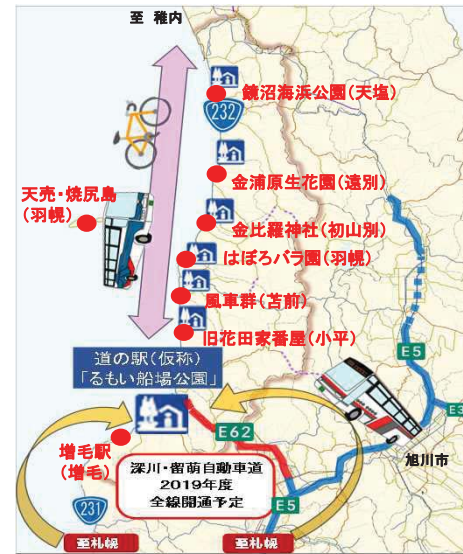 至 稚内
鏡沼海浜公園(天塩)
232
金浦原生花園(遠別)
天売・焼尻島
(羽幌)
金比羅神社(初山別)
はぼろバラ園(羽幌)
風車群(苫前)
旧花田家番屋(小平)
道の駅(仮称)
「るもい船場公園」
E5
E3
E62
旭川市
増毛駅
(増毛)
深川・留萌自動車道
2019年度
全線開通予定
231
E5
至札幌
至札幌